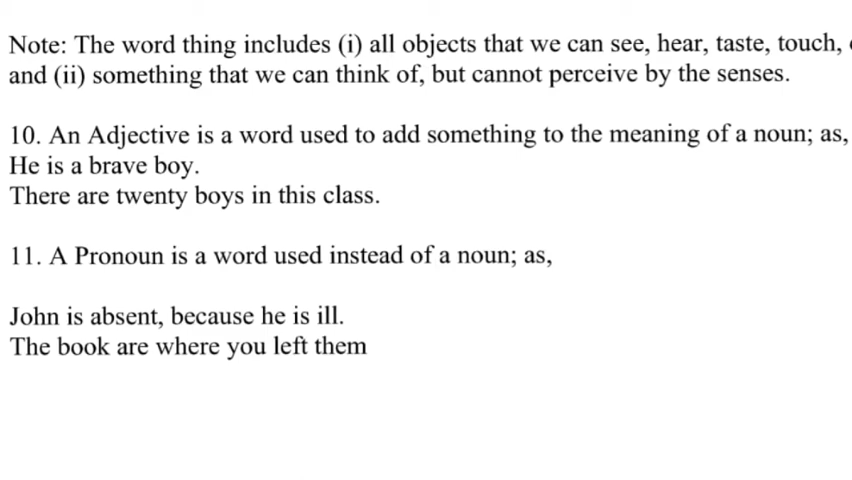 Note: The word thing includes (i) all objects that we can see, hear, taste, touch,
and (ii) something that we can think of, but cannot perceive by the senses.
10. An Adjective is a word used to add something to the meaning of a noun; as,
He is a brave boy.
There are twenty boys in this class.
11. A Pronoun is a word used instead of a noun; as,
John is absent, because he is ill.
The book are where you left them